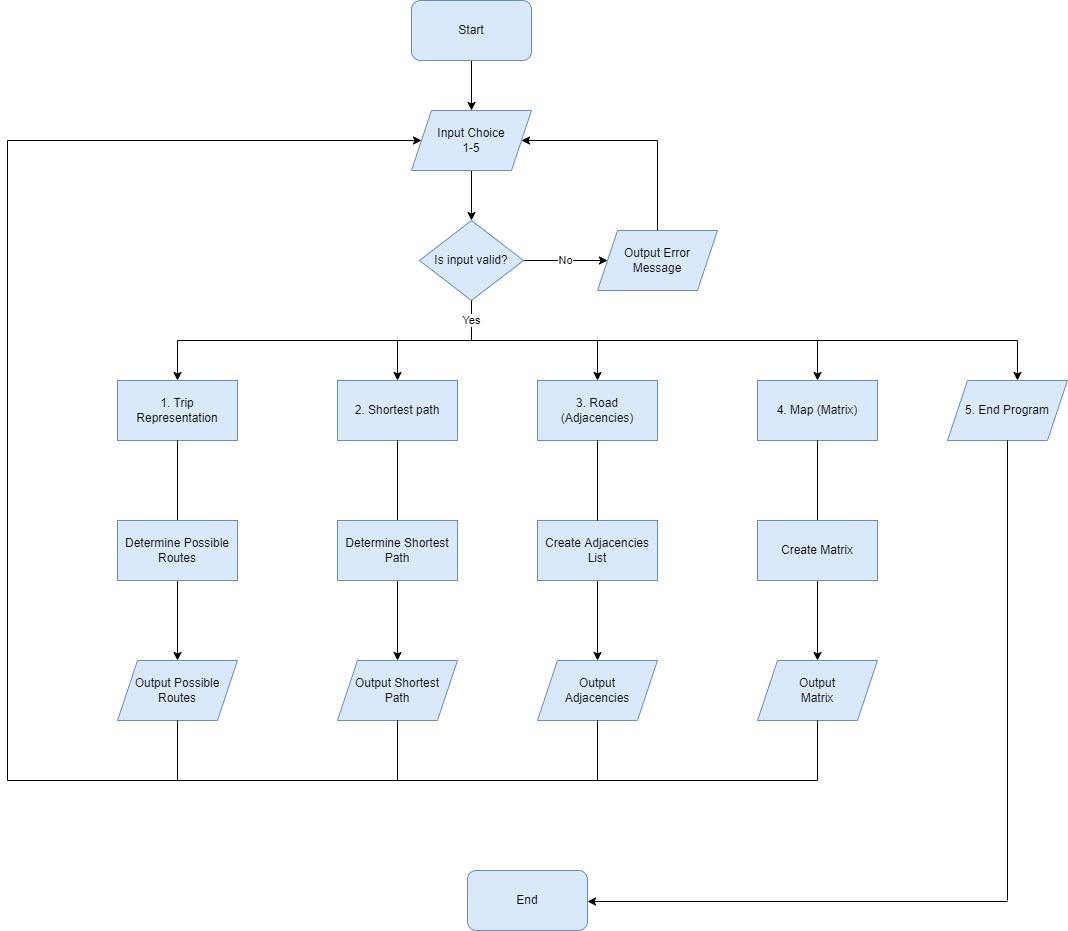 Start
Input Choice
1-5
Is input valid?
No
Output Error
Message
Yes
1. Trip
Representation
2. Shortest path
3. Road
(Adjacencies)
4. Map (Matrix)
5. End Program
Determine Possible
Routes
Determine Shortest
Path
Create Adjacencies
List
Create Matrix
Output Possible
Routes
Output Shortest
Path
Output
Adjacencies
Output
Matrix
End